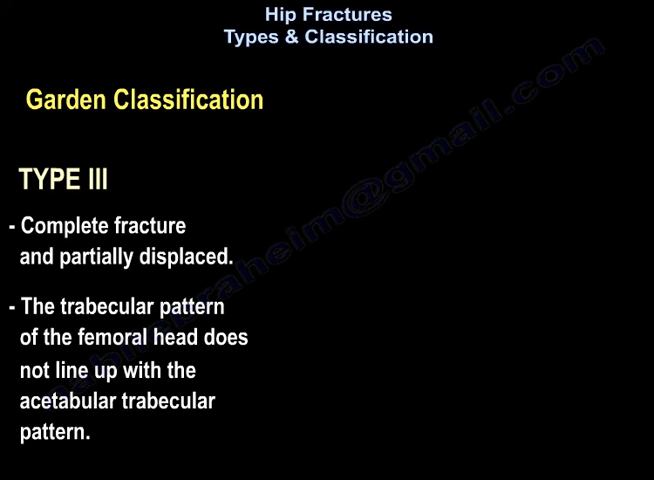 Hip Fractures
Types & Classification
Garden Classification
TYPE III
- Complete fracture
and partially displaced.
- The trabecular pattern
of the femoral head does
not line up with the
acetabular trabecular
pattern.